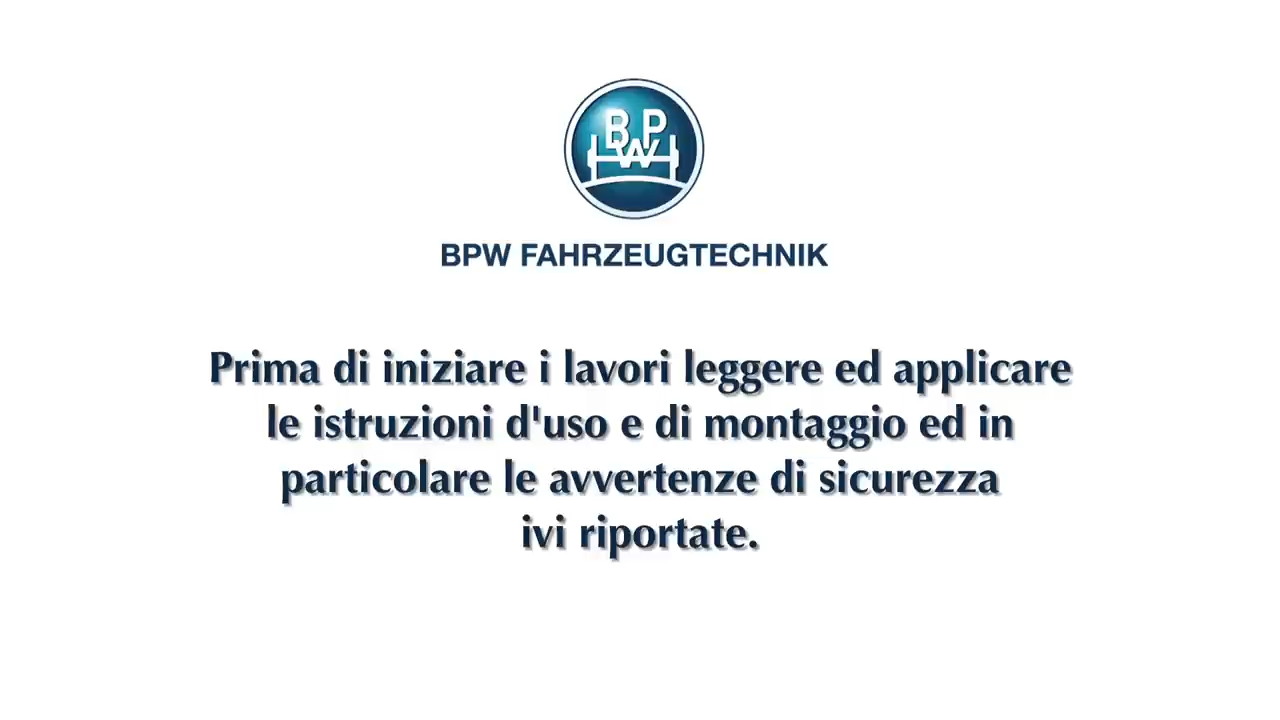 BPW
BPW FAHRZEUGTECHNIK
Prima di iniziare i lavori leggere ed applicare
le istruzioni d'uso e di montaggio ed in
particolare le avvertenze di sicurezza
ivi riportate.